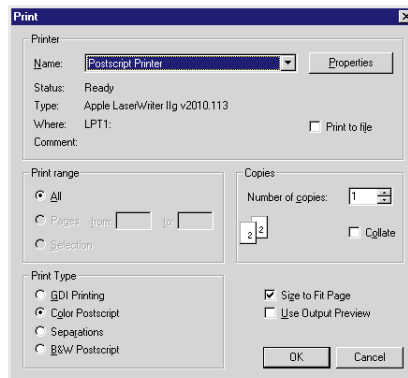 Print
Printer
Name: Postscript Printer Properties
Status: Ready
Type: Apple LaserWriter IIg v2010.113
Where: LPT1: Print to file
Comment:
Print range
All
Pages from: to:
Selection
Copies
Number of copies: 1
2 2
Collate
Print Type
GDI Printing
Color Postscript
Separations
B&W Postscript
Size to Fit Page
Use Output Preview
OK Cancel